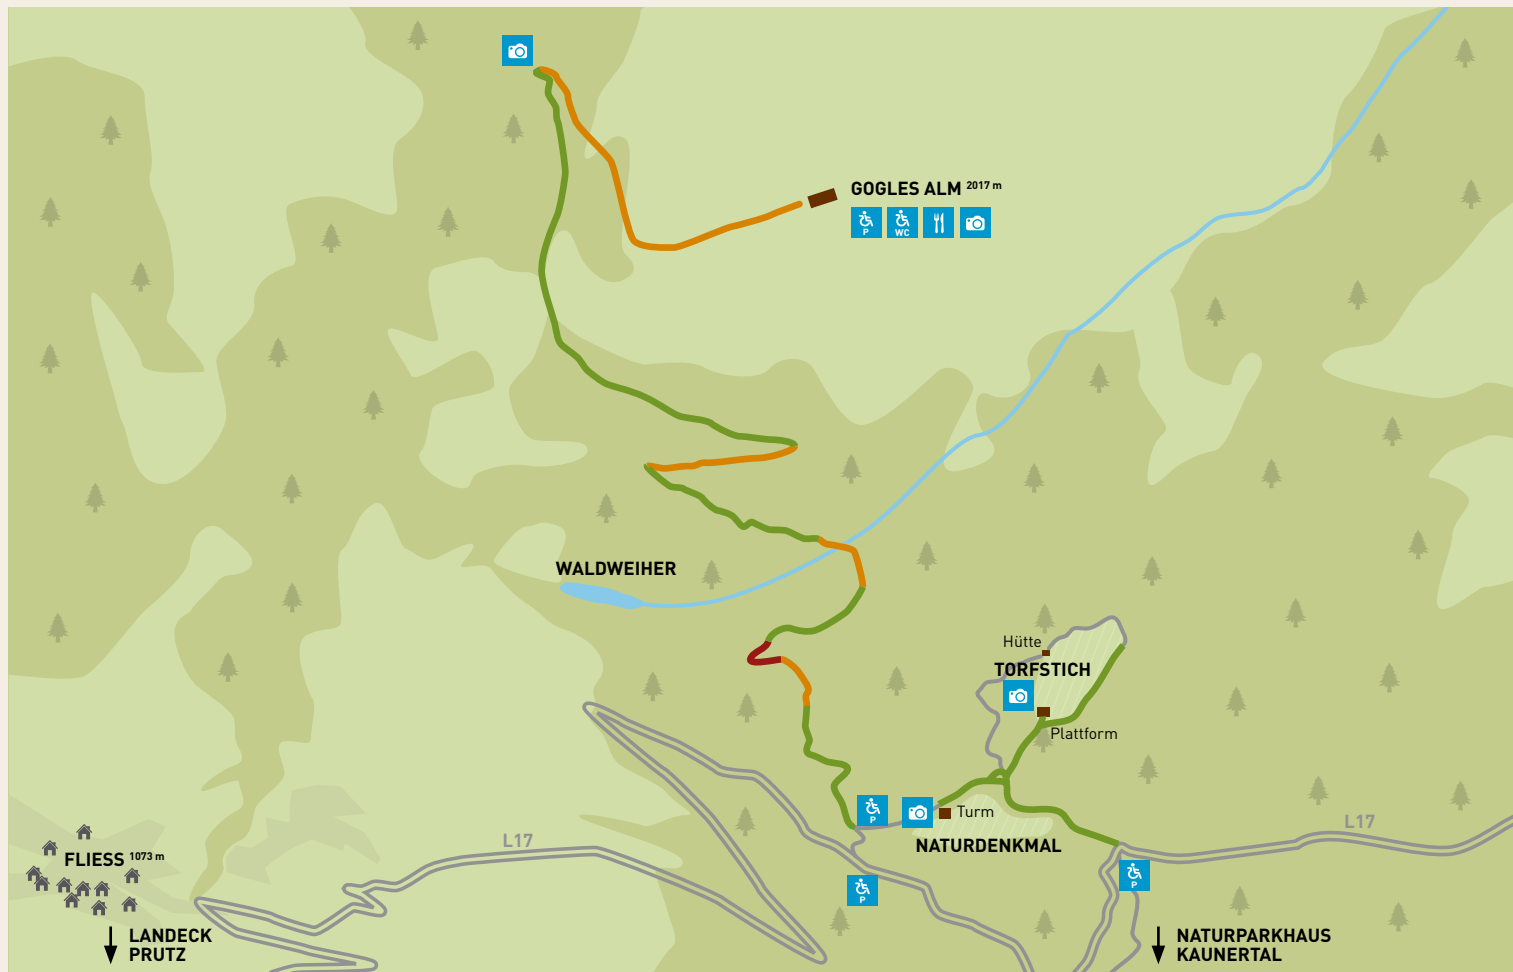 GOGLES ALM 2017 m
P
WC
WALDWEIHER
Hütte
TORFSTICH
Plattform
P
Turm
NATURDENKMAL
L17
L17
FLIESS 1073 m
P
P
LANDECK
PRUTZ
NATURPARKHAUS
KAUNERTAL